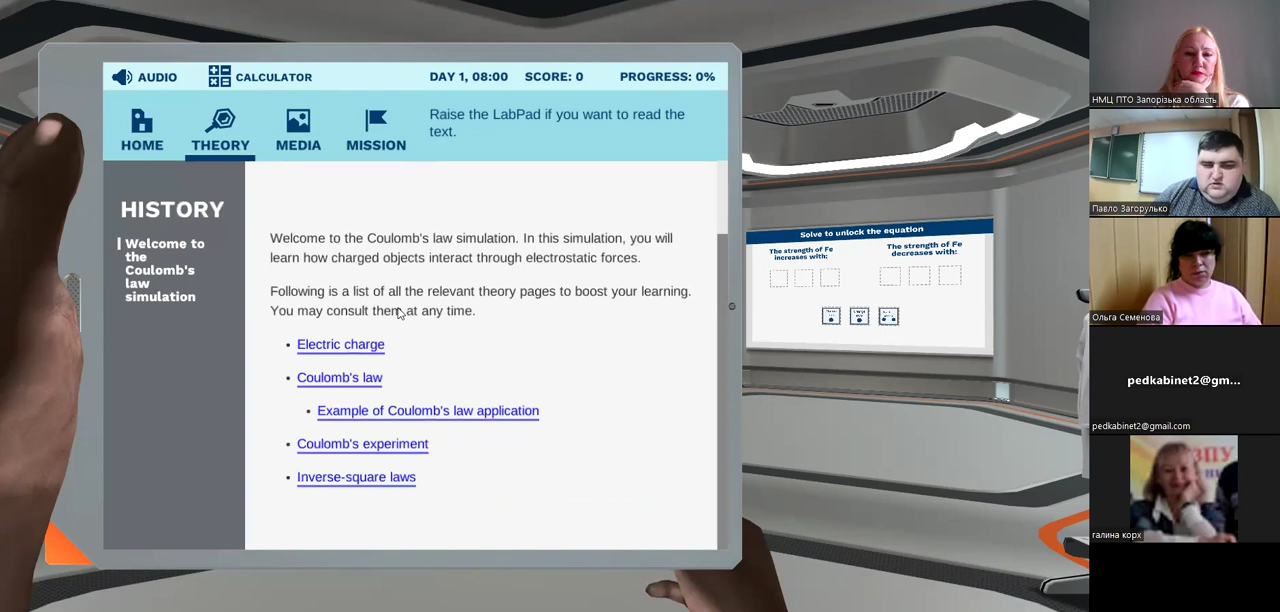 AUDIO
CALCULATOR
DAY 1, 08:00
SCORE: 0
PROGRESS: 0%
HOME
THEORY
MEDIA
MISSION
Raise the LabPad if you want to read the
text.
HISTORY
Welcome to
the
Coulomb's
law
simulation
Welcome to the Coulomb's law simulation. In this simulation, you will
learn how charged objects interact through electrostatic forces.
Following is a list of all the relevant theory pages to boost your learning.
You may consult them at any time.
• Electric charge
• Coulomb's law
• Example of Coulomb's law application
• Coulomb's experiment
• Inverse-square laws
Solve to unlock the equation
The strength of Fe
increases with:
The strength of Fe
decreases with:
НМЦ ПТО Запорізька область
Павло Загорулько
Ольга Семенова
pedkabinet2@gm...
pedkabinet2@gmail.com
галина корх